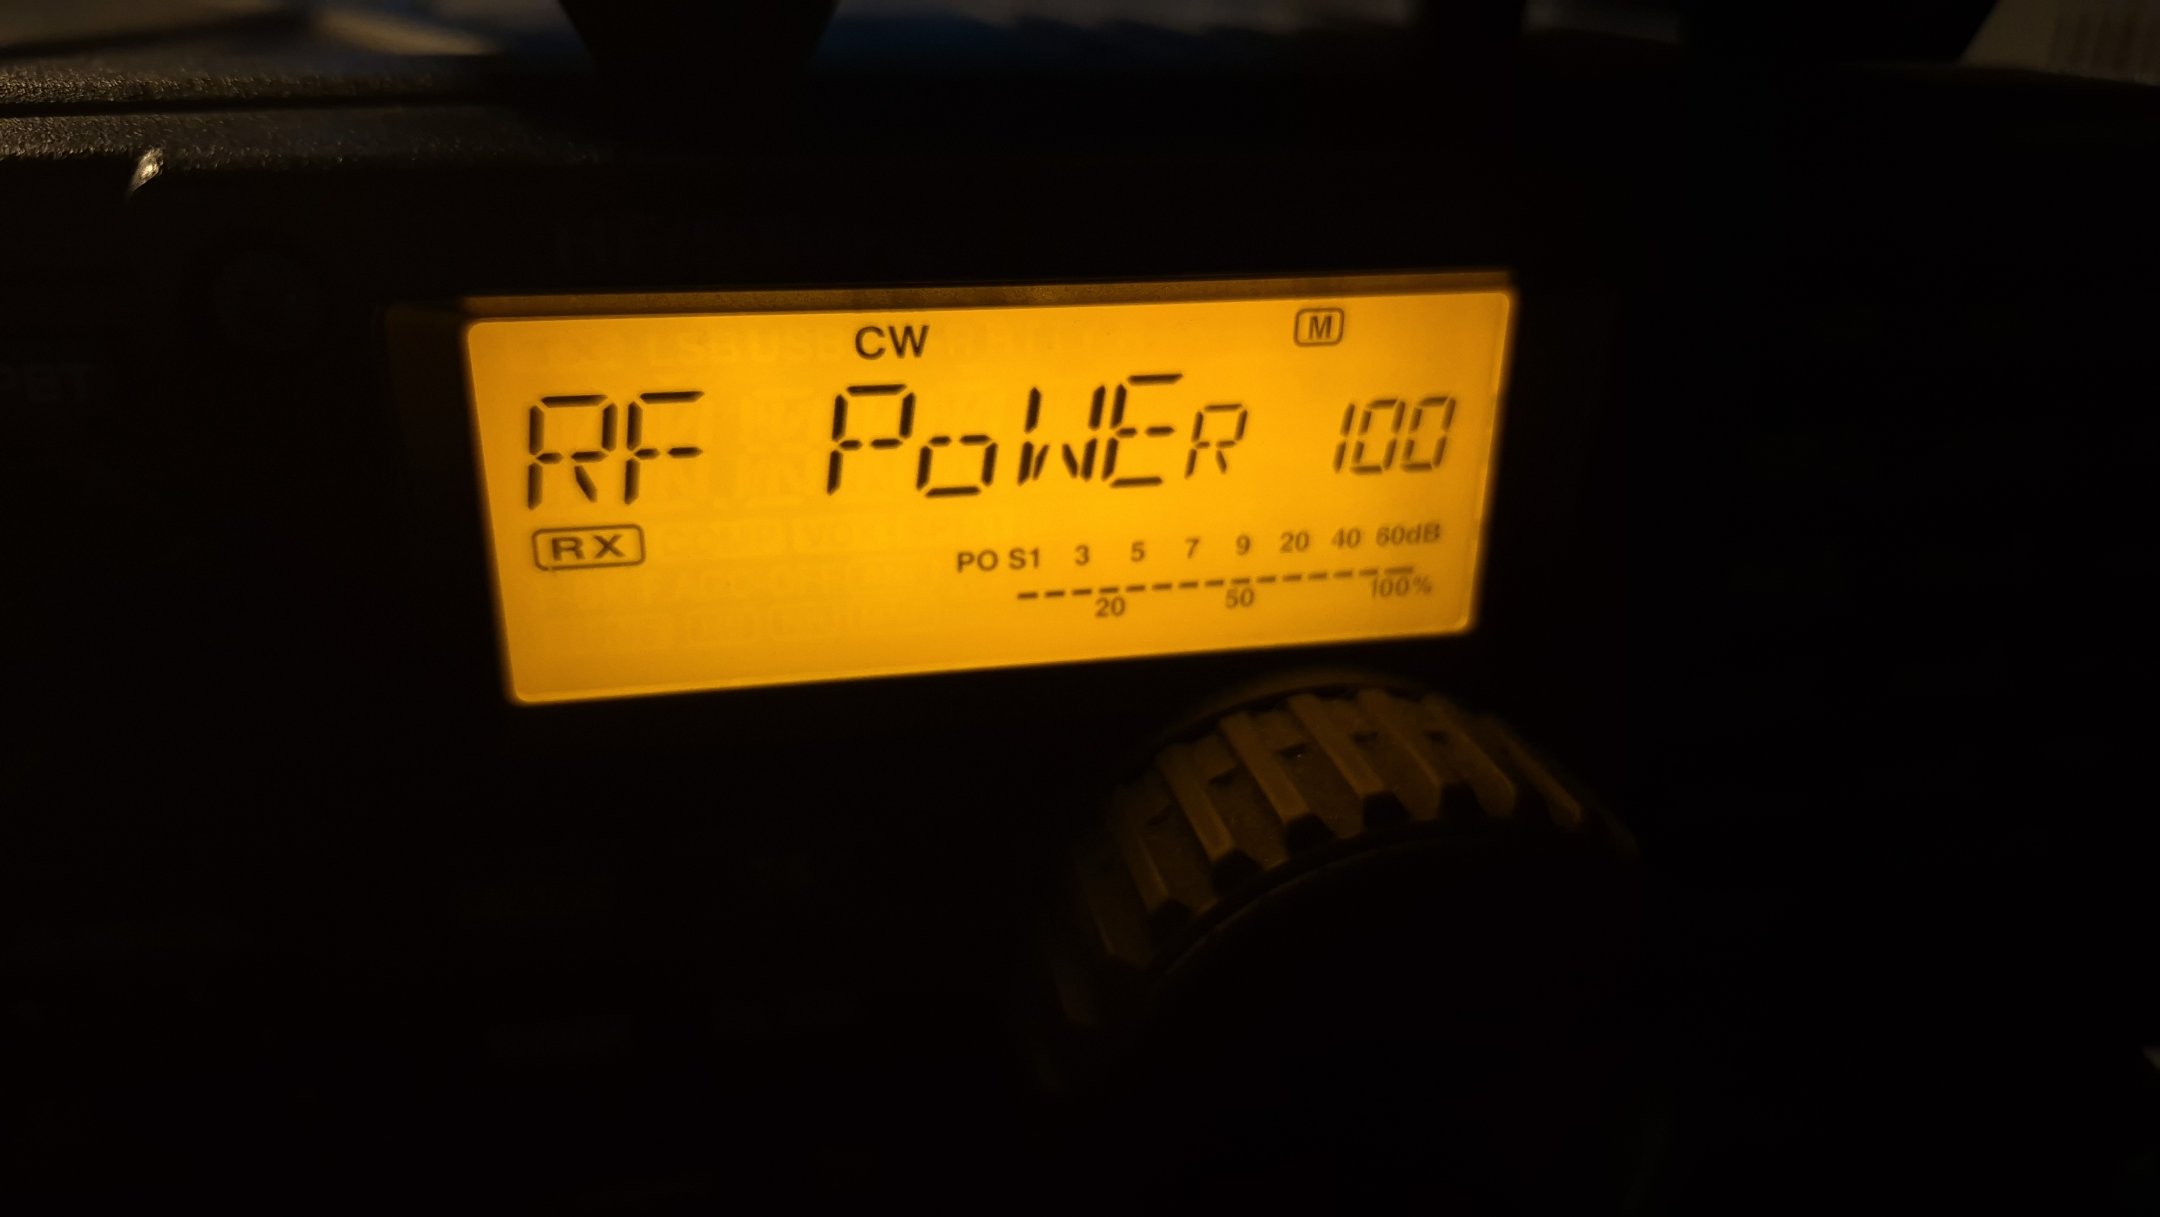 CW M
RF PoWER 100
RX
PO S1 3 5 7 9 20 40 60dB
20 50 100%